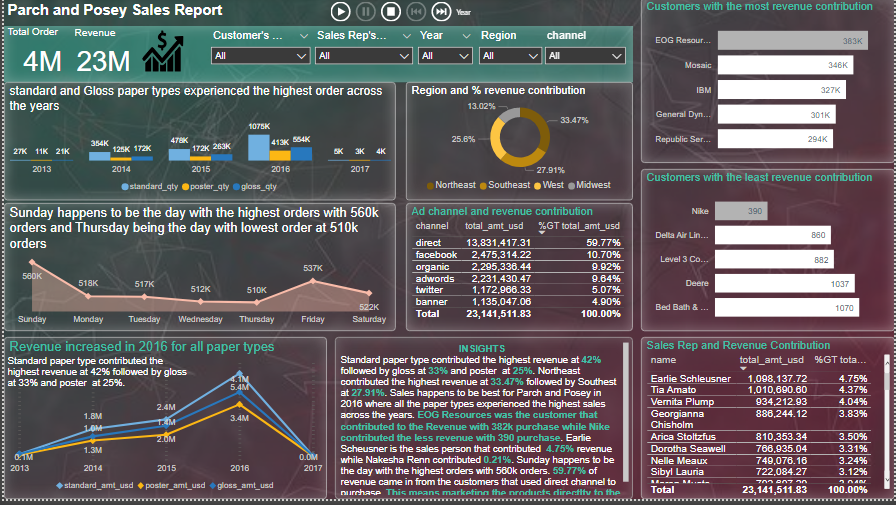 Parch and Posey Sales Report
Year
Total Order
Revenue
4M 23M
Customer's ...
All
Sales Rep's...
All
Year
All
Region
All
channel
All
standard and Gloss paper types experienced the highest order across
the years
27K 11K 21K
354K 125K 172K
478K 172K 263K
1075K 413K 554K
5K 3K 4K
2013 2014 2015 2016 2017
standard_qty poster_qty gloss_qty
Region and % revenue contribution
13.02%
33.47%
25.6%
27.91%
Northeast Southeast West Midwest
Sunday happens to be the day with the highest orders with 560k
orders and Thursday being the day with lowest order at 510k
orders
560K 518K 517K 512K 510K 537K 522K
Sunday Monday Tuesday Wednesday Thursday Friday Saturday
Ad channel and revenue contribution
channel total_amt_usd %GT total_amt_usd
direct 13,831,417.31 59.77%
facebook 2,475,314.22 10.70%
organic 2,295,336.44 9.92%
adwords 2,231,430.47 9.64%
twitter 1,172,966.33 5.07%
banner 1,135,047.06 4.90%
Total 23,141,511.83 100.00%
Revenue increased in 2016 for all paper types
Standard paper type contributed the
highest revenue at 42% followed by gloss
at 33% and poster at 25%.
0.1M
1.8M
1.3M
2.4M
2.0M
4.1M
5.4M
3.4M
0.0M
2013 2014 2015 2016 2017
standard_amt_usd poster_amt_usd gloss_amt_usd
INSIGHTS
Standard paper type contributed the highest revenue at 42%
followed by gloss at 33% and poster at 25%. Northeast
contributed the highest revenue at 33.47% followed by Southest
at 27.91%. Sales happens to be best for Parch and Posey in
2016 where all the paper types experienced the highest sales
across the years. EOG Resources was the customer that
contributed to the Revenue with 382k purchase while Nike
contributed the less revenue with 390 purchase. Earlie
Scheusner is the sales person that contributed 4.75% revenue
while Nakesha Renn contributed 0.21%. Sunday happens to be
the day with the highest orders with 560k orders. 59.77% of
revenue came in from the customers that used direct channel to
purchase. This means marketing the products directlty to the
Customers with the most revenue contribution
EOG Resour... 383K
Mosaic 346K
IBM 327K
General Dyn... 301K
Republic Ser... 294K
Customers with the least revenue contribution
Nike 390
Delta Air Lin... 860
Level 3 Co... 882
Deere 1037
Bed Bath & ... 1070
Sales Rep and Revenue Contribution
name total_amt_usd %GT tota...
Earlie Schleusner 1,098,137.72 4.75%
Tia Amato 1,010,690.60 4.37%
Vernita Plump 934,212.93 4.04%
Georgianna 886,244.12 3.83%
Chisholm
Arica Stoltzfus 810,353.34 3.50%
Dorotha Seawell 766,935.04 3.31%
Nelle Meaux 749,076.16 3.24%
Sibyl Lauria 722,084.27 3.12%
Total 23,141,511.83 100.00%